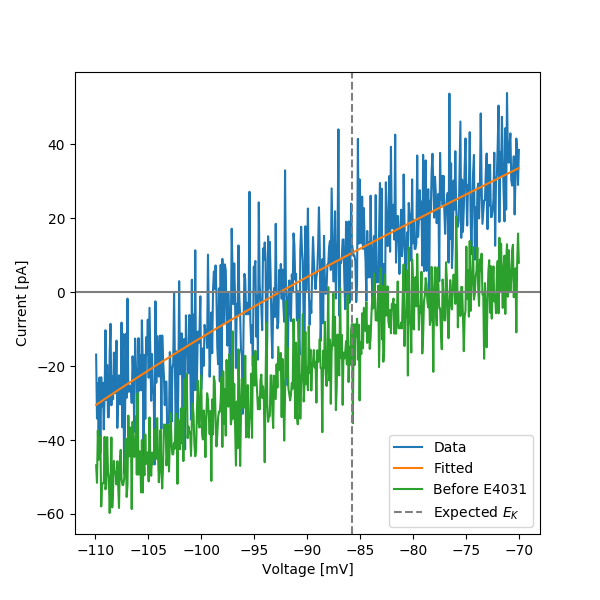 Current [pA]
40
20
0
−20
−40
−60
−110
−105
−100
−95
−90
−85
−80
−75
−70
Voltage [mV]
Data
Fitted
Before E4031
Expected E_K